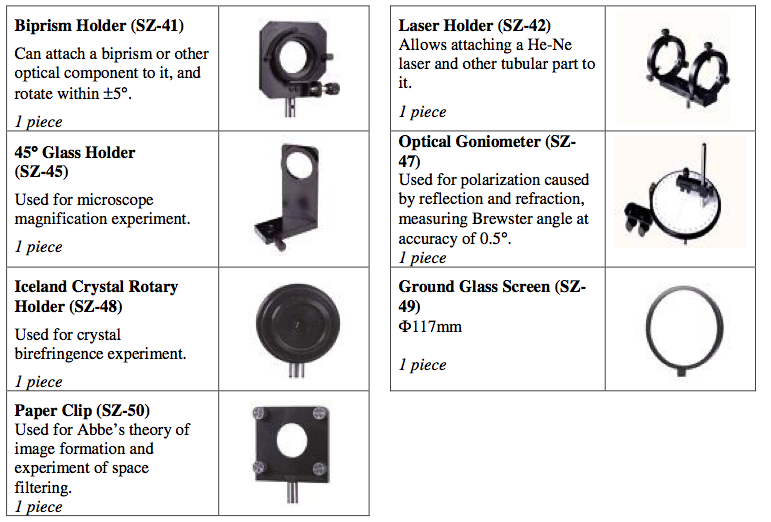 Biprism Holder (SZ-41)
Can attach a biprism or other
optical component to it, and
rotate within ±5°.
1 piece
Laser Holder (SZ-42)
Allows attaching a He-Ne
laser and other tubular part to
it.
1 piece
45° Glass Holder
(SZ-45)
Used for microscope
magnification experiment.
1 piece
Optical Goniometer (SZ-
47)
Used for polarization caused
by reflection and refraction,
measuring Brewster angle at
accuracy of 0.5°.
1 piece
Iceland Crystal Rotary
Holder (SZ-48)
Used for crystal
birefringence experiment.
1 piece
Ground Glass Screen (SZ-
49)
Φ117mm
1 piece
Paper Clip (SZ-50)
Used for Abbe’s theory of
image formation and
experiment of space
filtering.
1 piece